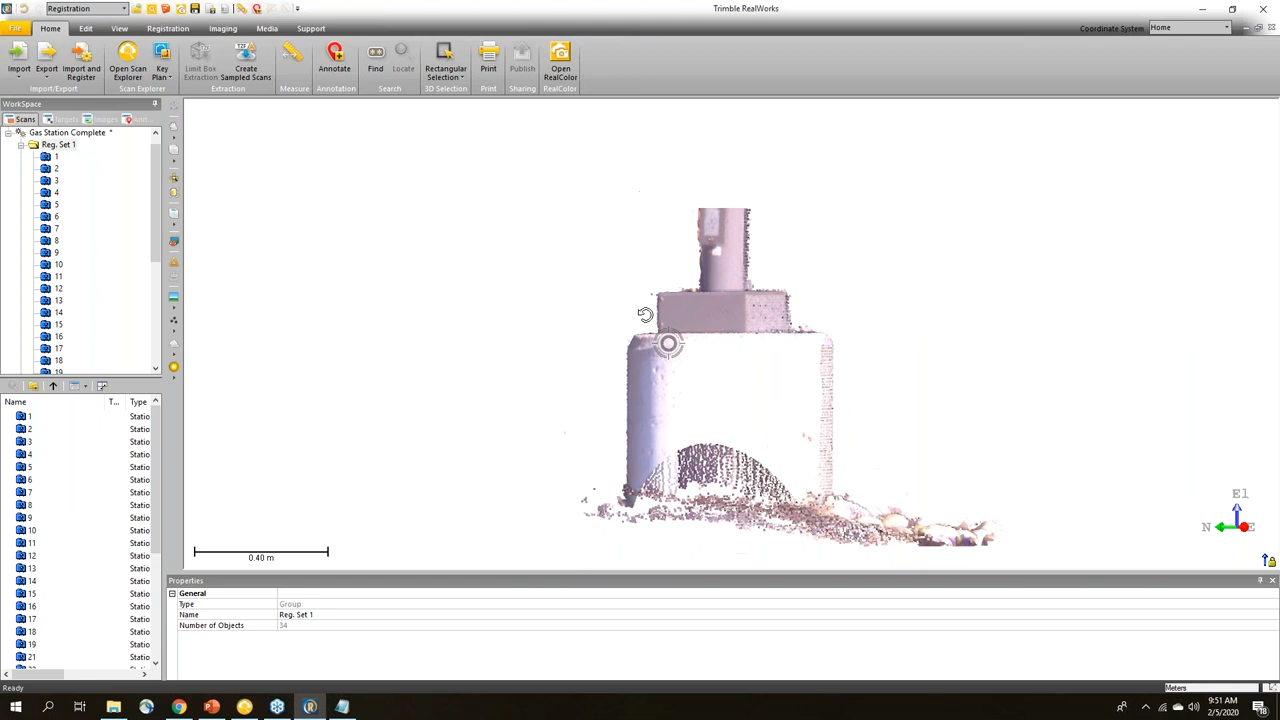 Registration
Trimble RealWorks
File Home Edit View Registration Imaging Media Support
Coordinate System Home
Import Export Import and Register Open Scan Explorer Key Plan Limit Box Extraction Create Sampled Scans Annotate Find Locate Rectangular Selection Print Publish Open RealColor
Import/Export Scan Explorer Extraction Measure Annotation Search 3D Selection Print Sharing RealColor
WorkSpace
Scans Targets Images Ann...
Gas Station Complete *
Reg. Set 1
1
2
3
4
5
6
7
8
9
10
11
12
13
14
15
16
17
18
19
Name T... Type
1 Statio
2 Statio
3 Statio
4 Statio
5 Statio
6 Statio
7 Statio
8 Statio
9 Statio
10 Statio
11 Statio
12 Statio
13 Statio
14 Statio
15 Statio
16 Statio
17 Statio
18 Statio
19 Statio
21 Statio
El
N E
0.40 m
Properties
General
Type Group
Name Reg. Set 1
Number of Objects 34
Ready
Meters
9:51 AM
2/5/2020
18